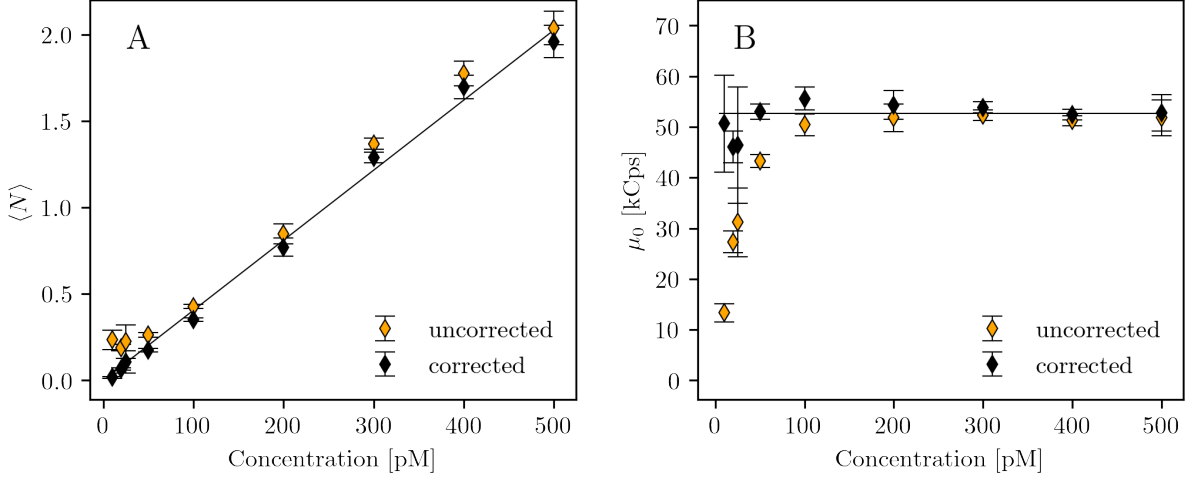 A
⟨N⟩
2.0
1.5
1.0
0.5
0.0
uncorrected
corrected
0 100 200 300 400 500
Concentration [pM]
B
μ₀ [kCps]
70
60
50
40
30
20
10
0
uncorrected
corrected
0 100 200 300 400 500
Concentration [pM]